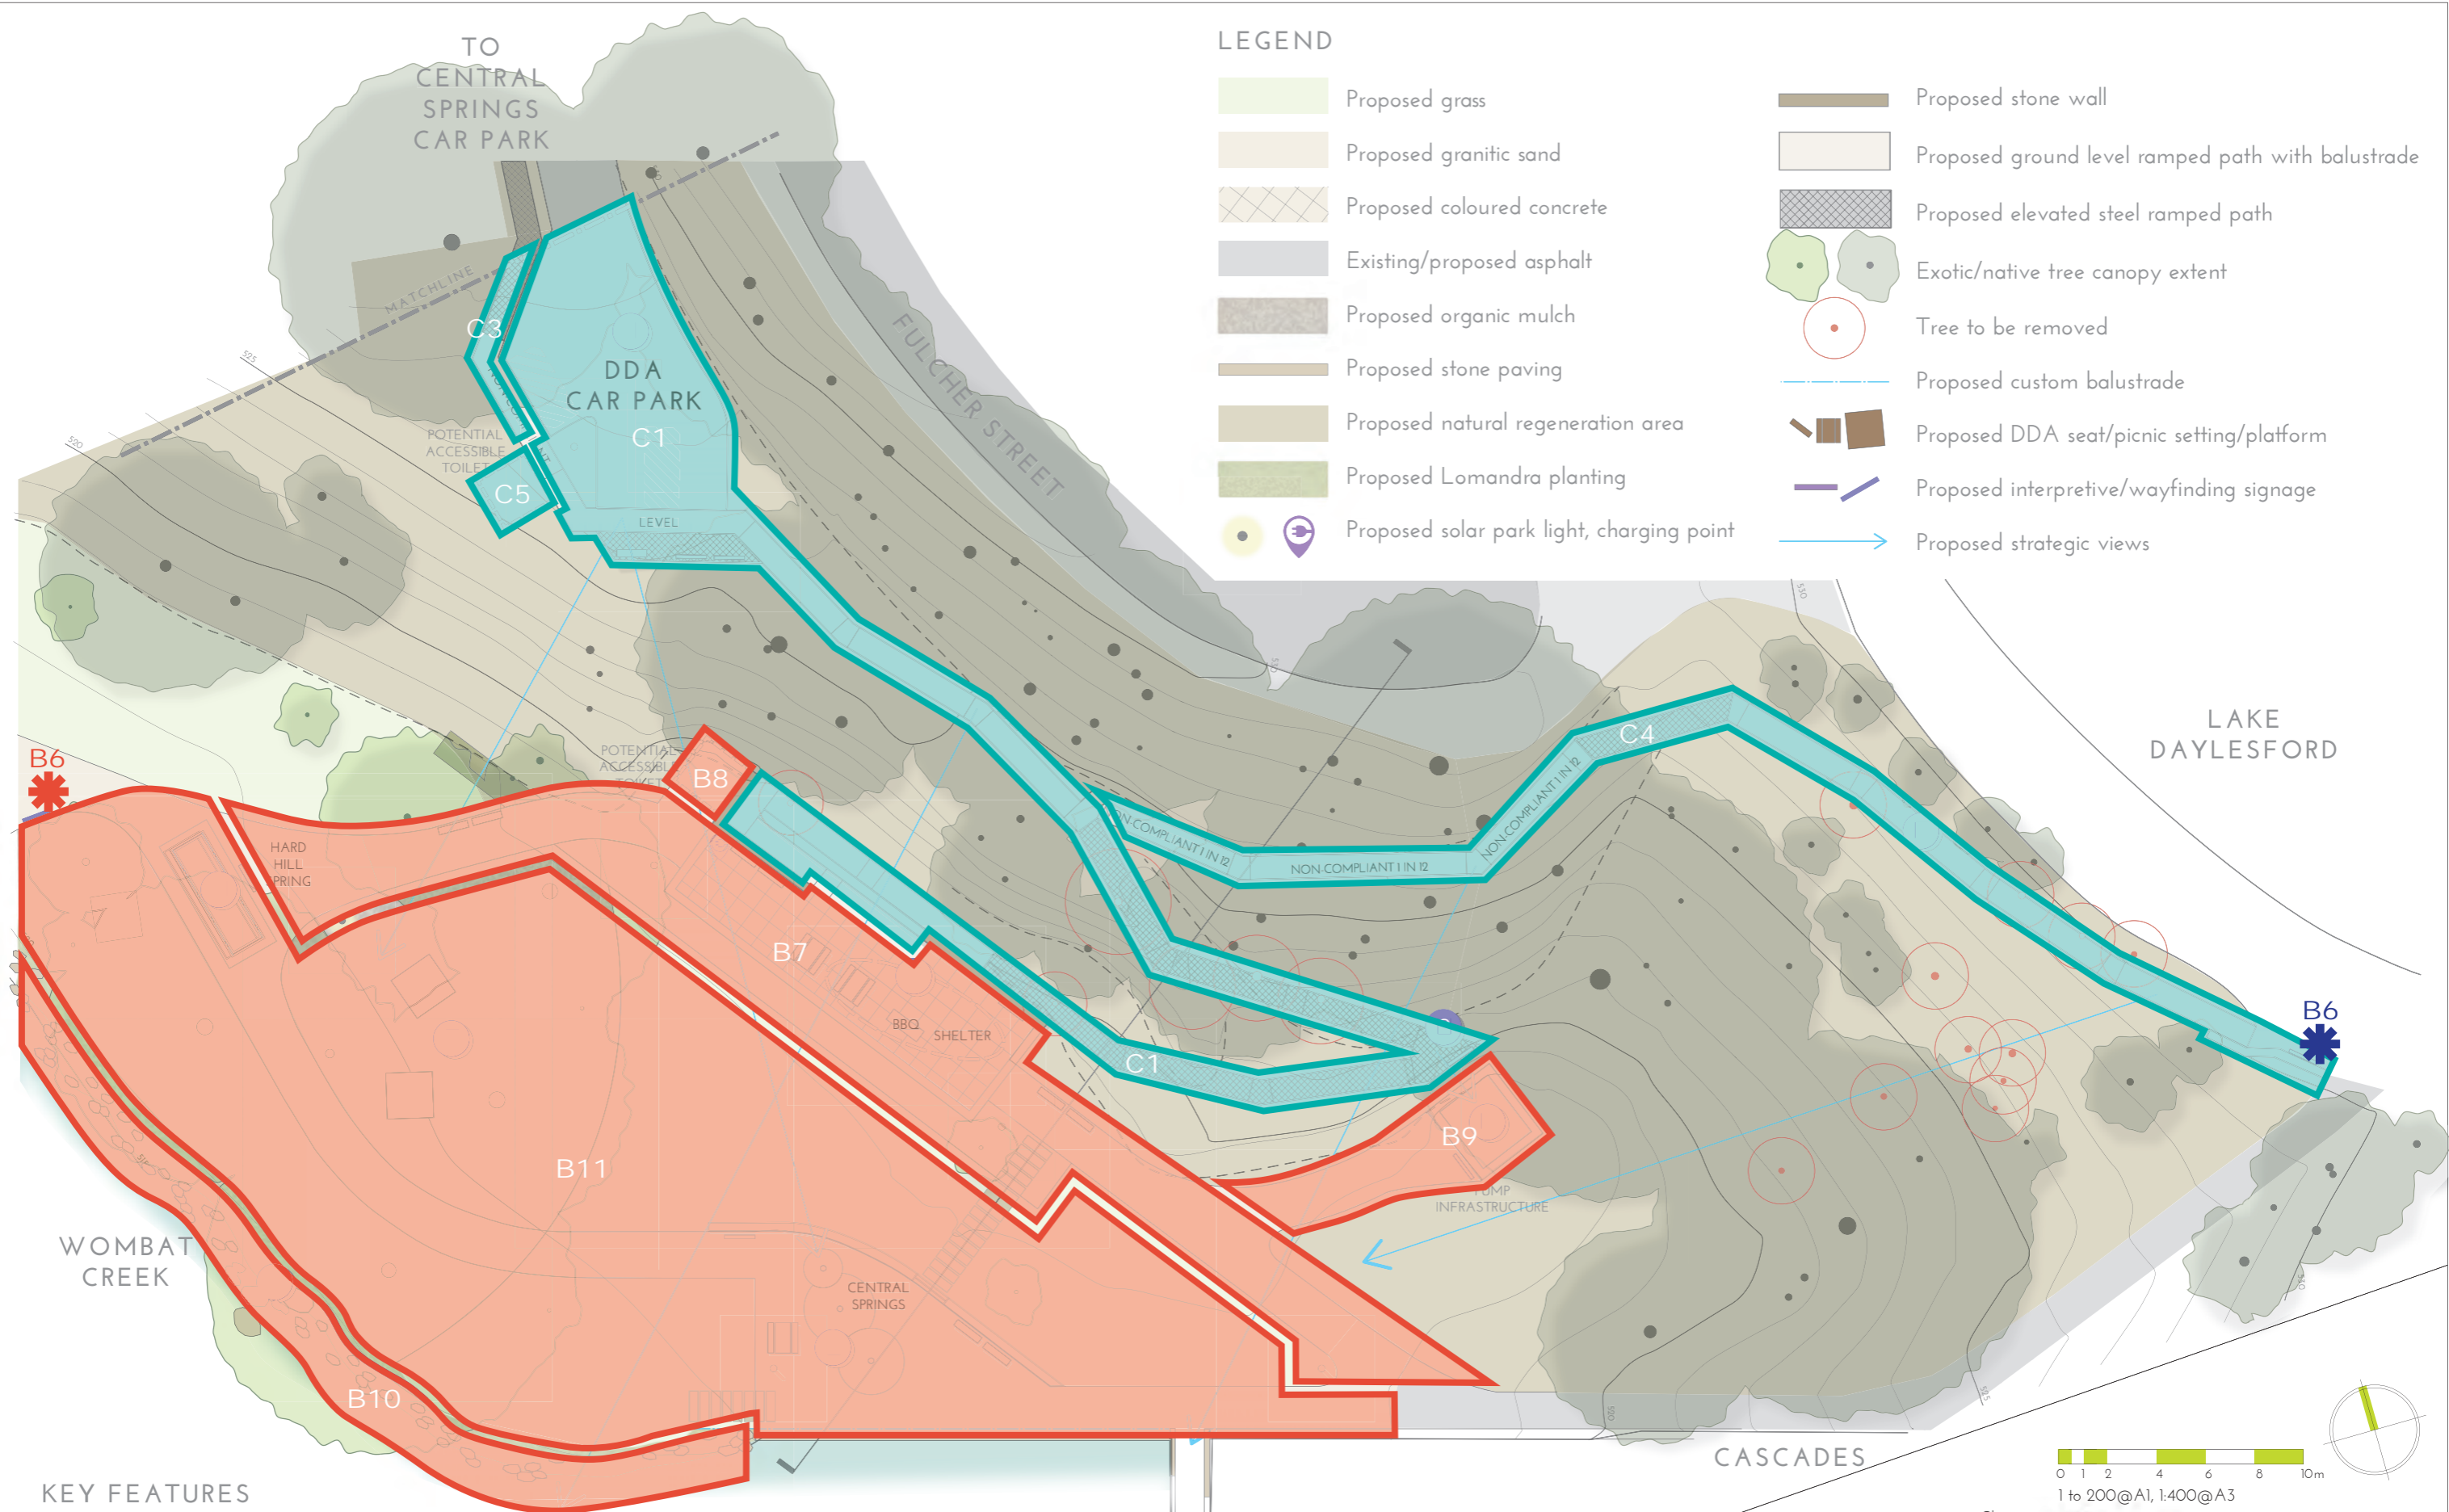 TO
CENTRAL
SPRINGS
CAR PARK
LEGEND
Proposed grass
Proposed granitic sand
Proposed coloured concrete
Existing/proposed asphalt
Proposed organic mulch
Proposed stone paving
Proposed natural regeneration area
Proposed Lomandra planting
Proposed solar park light, charging point
Proposed stone wall
Proposed ground level ramped path with balustrade
Proposed elevated steel ramped path
Exotic/native tree canopy extent
Tree to be removed
Proposed custom balustrade
Proposed DDA seat/picnic setting/platform
Proposed interpretive/wayfinding signage
Proposed strategic views
MATCHLINE
C3
DDA
CAR PARK
C1
FULCHER STREET
525
520
POTENTIAL
ACCESSIBLE
TOILET
C5
LEVEL
530
LAKE
DAYLESFORD
C4
B6
POTENTIAL
ACCESSIBLE
B8
NON-COMPLIANT 1 IN 12
NON-COMPLIANT 1 IN 12
NON-COMPLIANT 1 IN 12
HARD
HILL
SPRING
B7
BBQ
SHELTER
C1
B6
B9
PUMP
INFRASTRUCTURE
B11
WOMBAT
CREEK
CENTRAL
SPRINGS
B10
520
525
510
CASCADES
KEY FEATURES
0 1 2 4 6 8 10m
1 to 200@A1, 1:400@A3